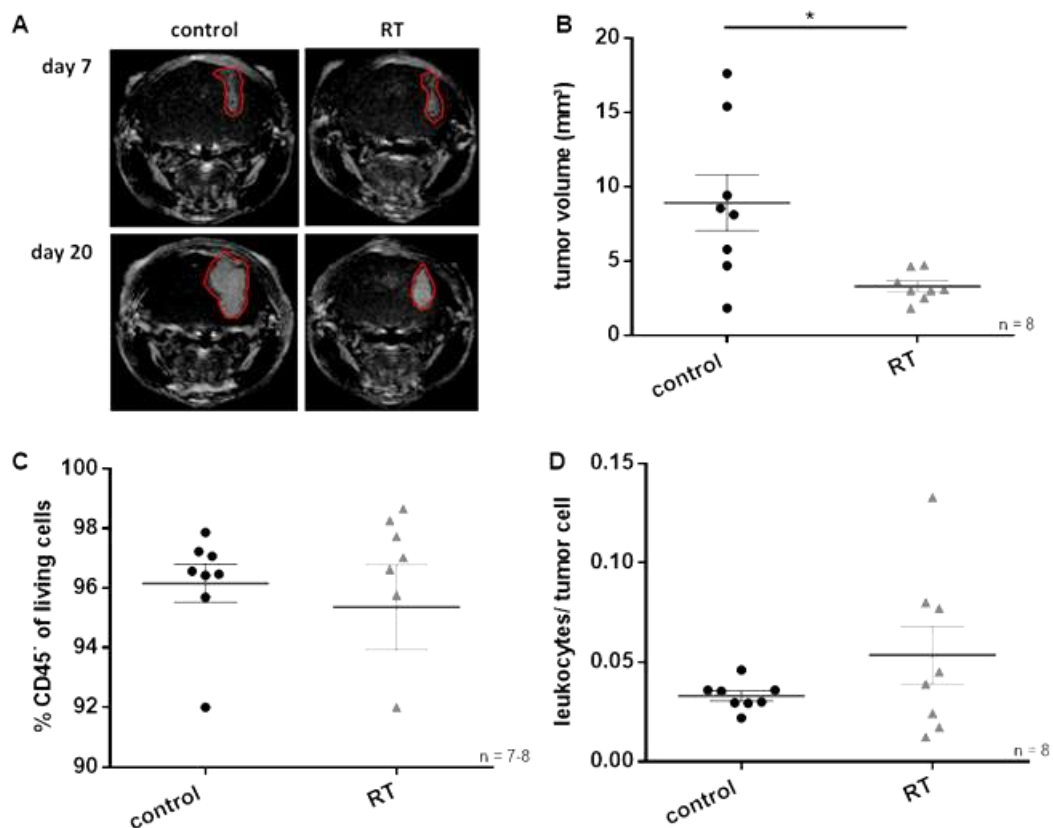 A
control
RT
day 7
day 20
B
*
20
15
10
5
0
tumor volume (mm³)
control
RT
n = 8
C
100
98
96
94
92
90
% CD45⁻ of living cells
control
RT
n = 7-8
D
0.15
0.10
0.05
0.00
leukocytes/ tumor cell
control
RT
n = 8